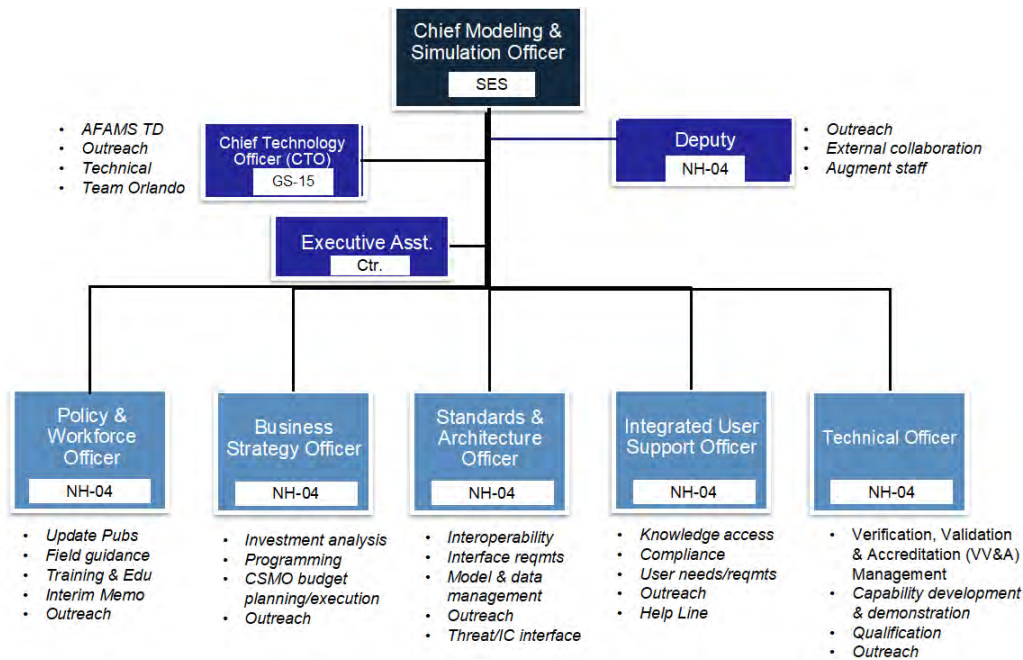 Chief Modeling &
Simulation Officer
SES
• AFAMS TD
• Outreach
• Technical
• Team Orlando
Chief Technology
Officer (CTO)
GS-15
Deputy
NH-04
• Outreach
• External collaboration
• Augment staff
Executive Asst.
Ctr.
Policy &
Workforce
Officer
NH-04
• Update Pubs
• Field guidance
• Training & Edu
• Interim Memo
• Outreach
Business
Strategy Officer
NH-04
• Investment analysis
• Programming
• CSMO budget
planning/execution
• Outreach
Standards &
Architecture
Officer
NH-04
• Interoperability
• Interface reqmts
• Model & data
management
• Outreach
• Threat/IC interface
Integrated User
Support Officer
NH-04
• Knowledge access
• Compliance
• User needs/reqmts
• Outreach
• Help Line
Technical Officer
NH-04
• Verification, Validation
& Accreditation (VV&A)
Management
• Capability development
& demonstration
• Qualification
• Outreach